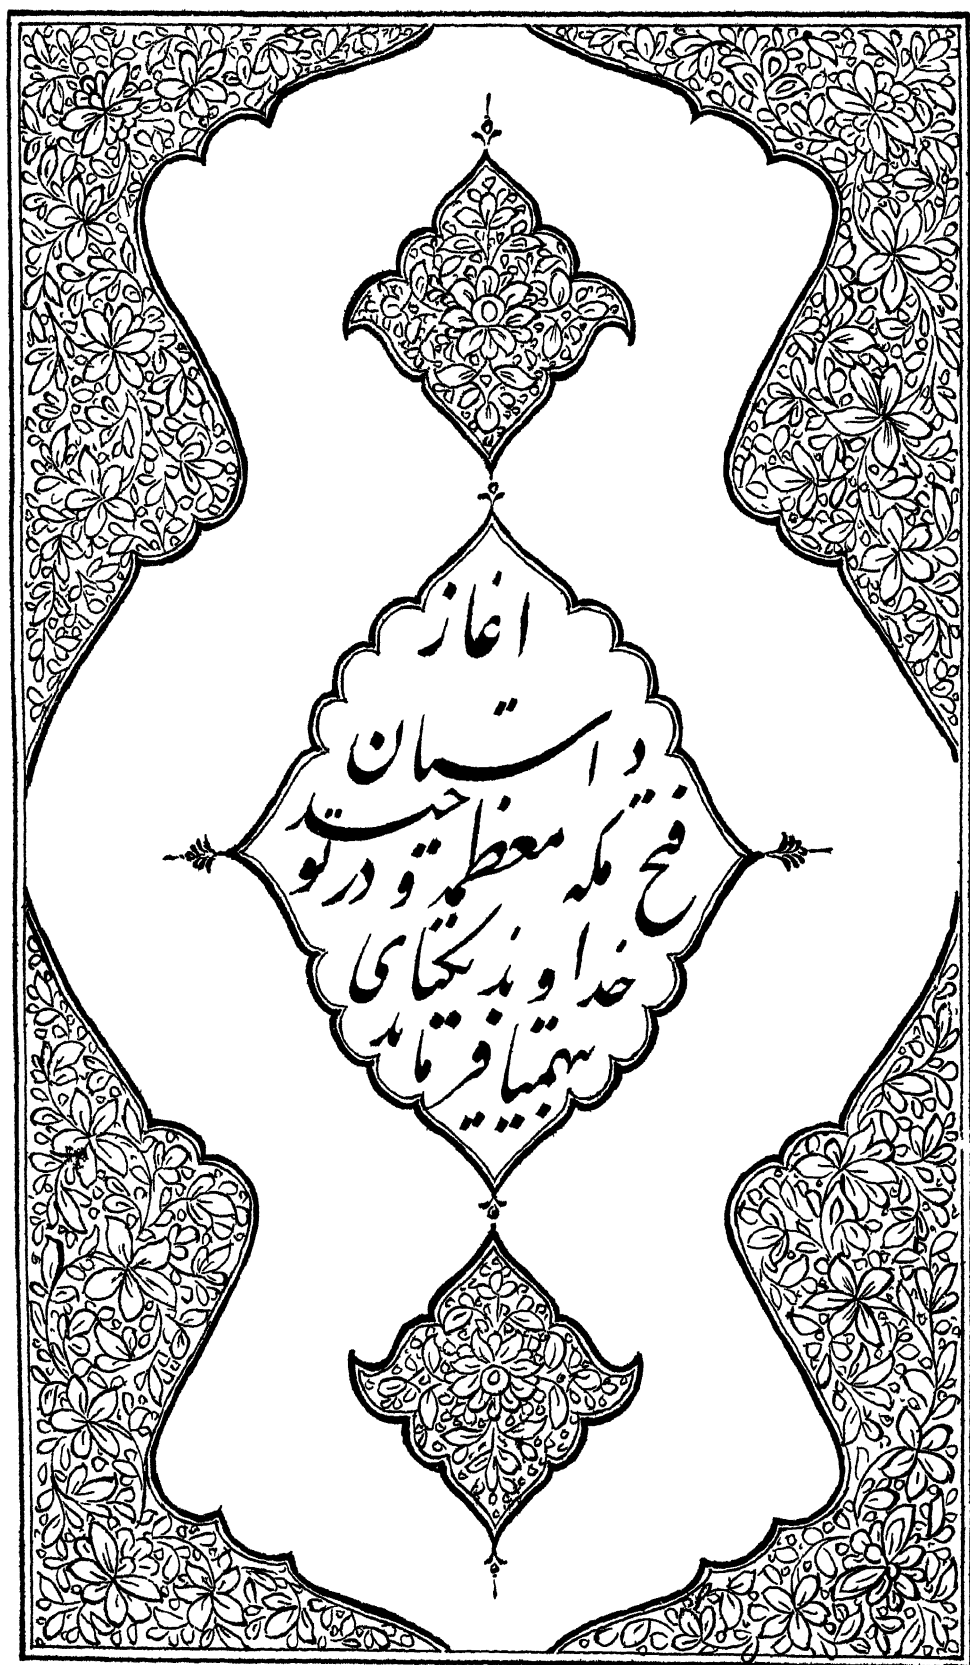 اغاز
داستان
فتح مکه معظمه و در توحید
خداوند یکتای
بیهمتا فرماید